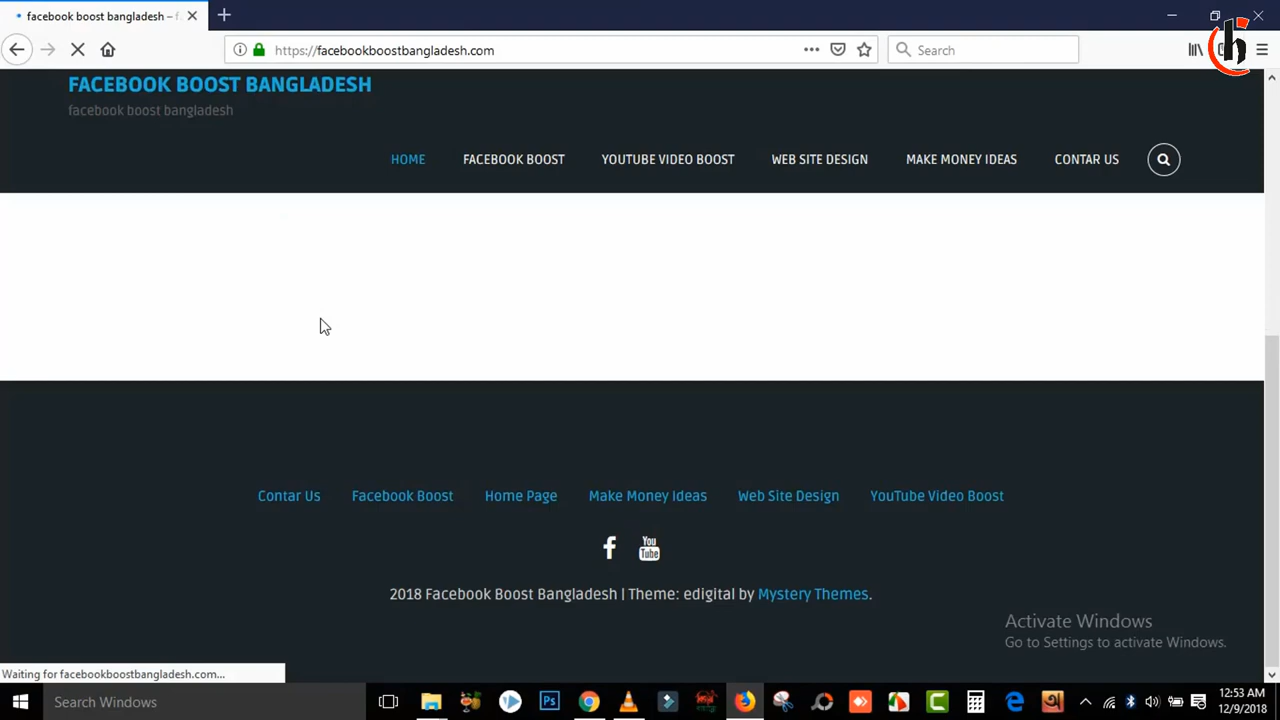 facebook boost bangladesh – f
https://facebookboostbangladesh.com
Search
FACEBOOK BOOST BANGLADESH
facebook boost bangladesh
HOME
FACEBOOK BOOST
YOUTUBE VIDEO BOOST
WEB SITE DESIGN
MAKE MONEY IDEAS
CONTAR US
Contar Us
Facebook Boost
Home Page
Make Money Ideas
Web Site Design
YouTube Video Boost
f
You
Tube
2018 Facebook Boost Bangladesh | Theme: edigital by Mystery Themes.
Activate Windows
Go to Settings to activate Windows.
Waiting for facebookboostbangladesh.com...
Search Windows
Ps
12:53 AM
12/9/2018